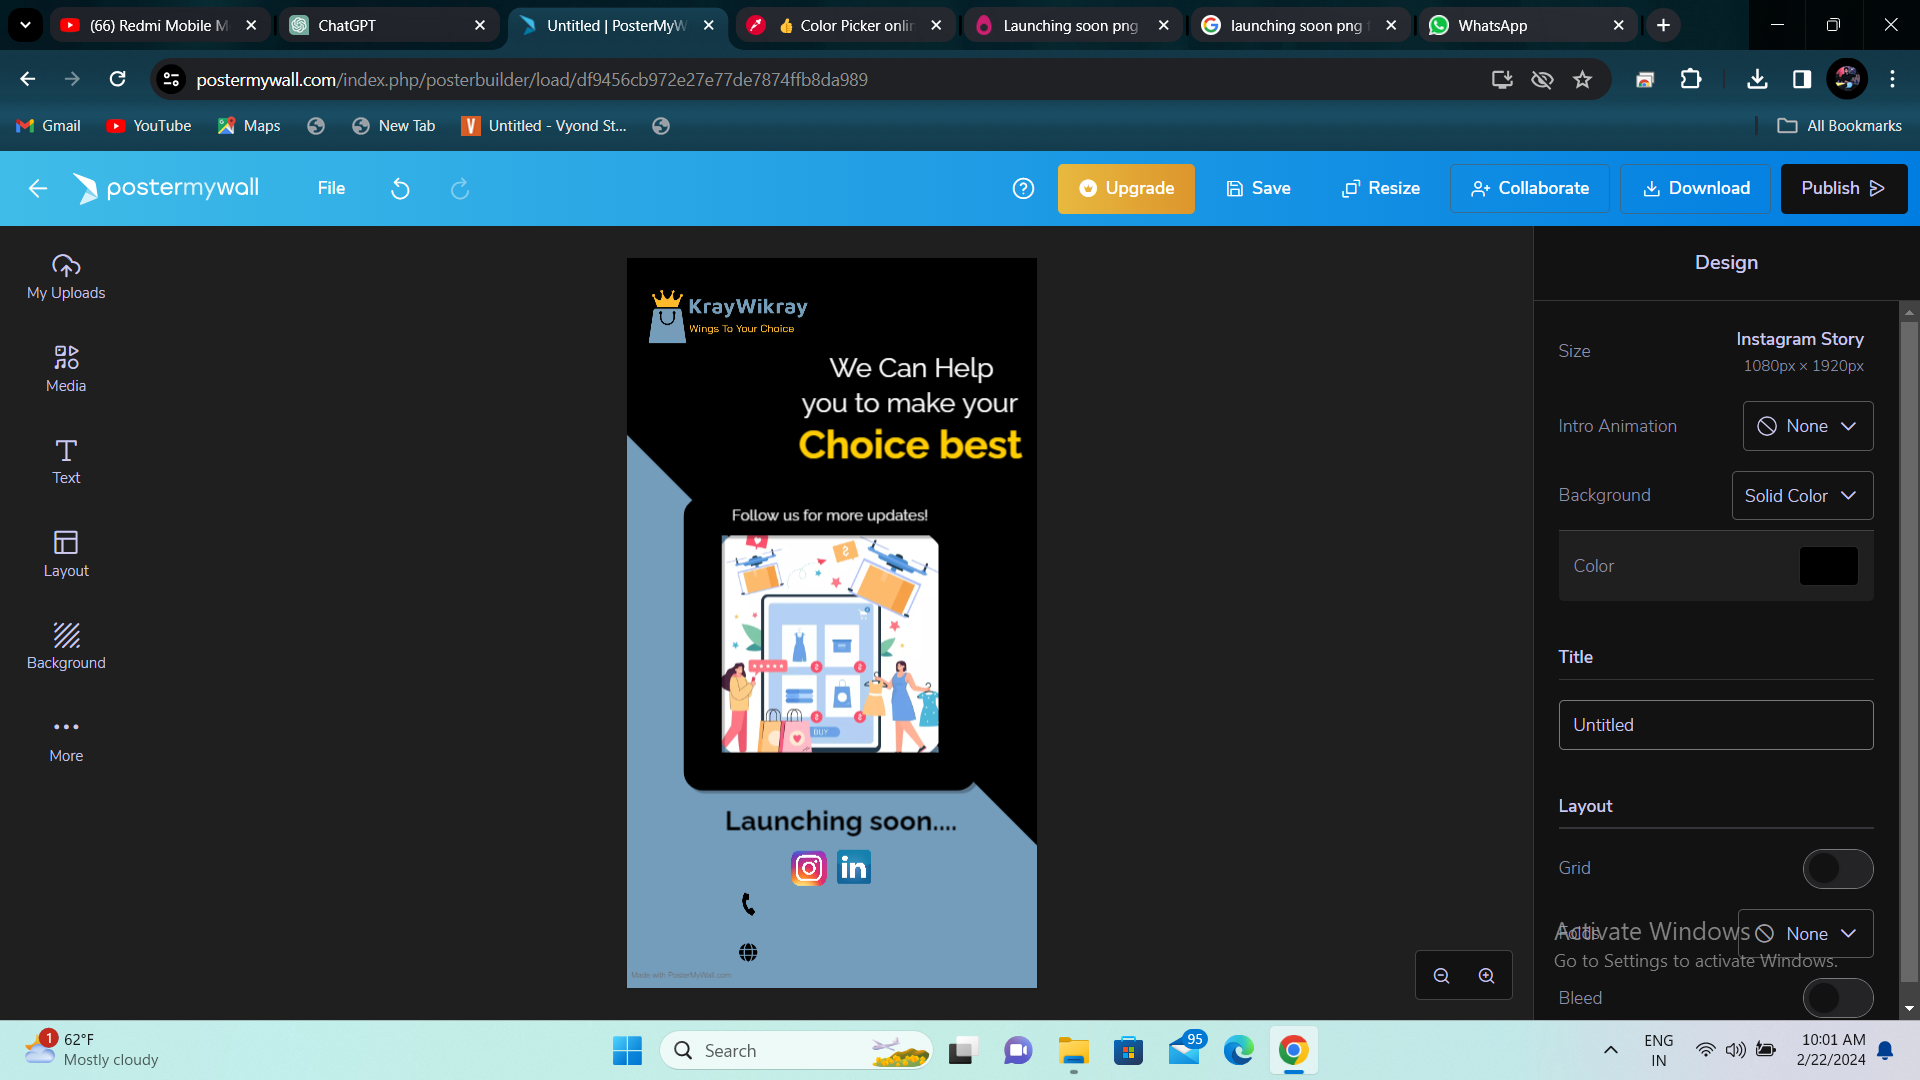 (66) Redmi Mobile M
ChatGPT
Untitled | PosterMyW
👍 Color Picker onlin
Launching soon png
launching soon png f
WhatsApp
postermywall.com/index.php/posterbuilder/load/df9456cb972e27e77de7874ffb8da989
Gmail
YouTube
Maps
New Tab
Untitled - Vyond St...
All Bookmarks
postermywall
File
Upgrade
Save
Resize
Collaborate
Download
Publish
My Uploads
Media
Text
Layout
Background
More
KrayWikray
Wings To Your Choice
We Can Help
you to make your
Choice best
Follow us for more updates!
BUY
Launching soon....
in
Made with PosterMyWall.com
Design
Size
Instagram Story
1080px × 1920px
Intro Animation
None
Background
Solid Color
Color
Title
Untitled
Layout
Grid
Folds
None
Activate Windows
Go to Settings to activate Windows.
Bleed
1
62°F
Mostly cloudy
Search
95
ENG
IN
10:01 AM
2/22/2024